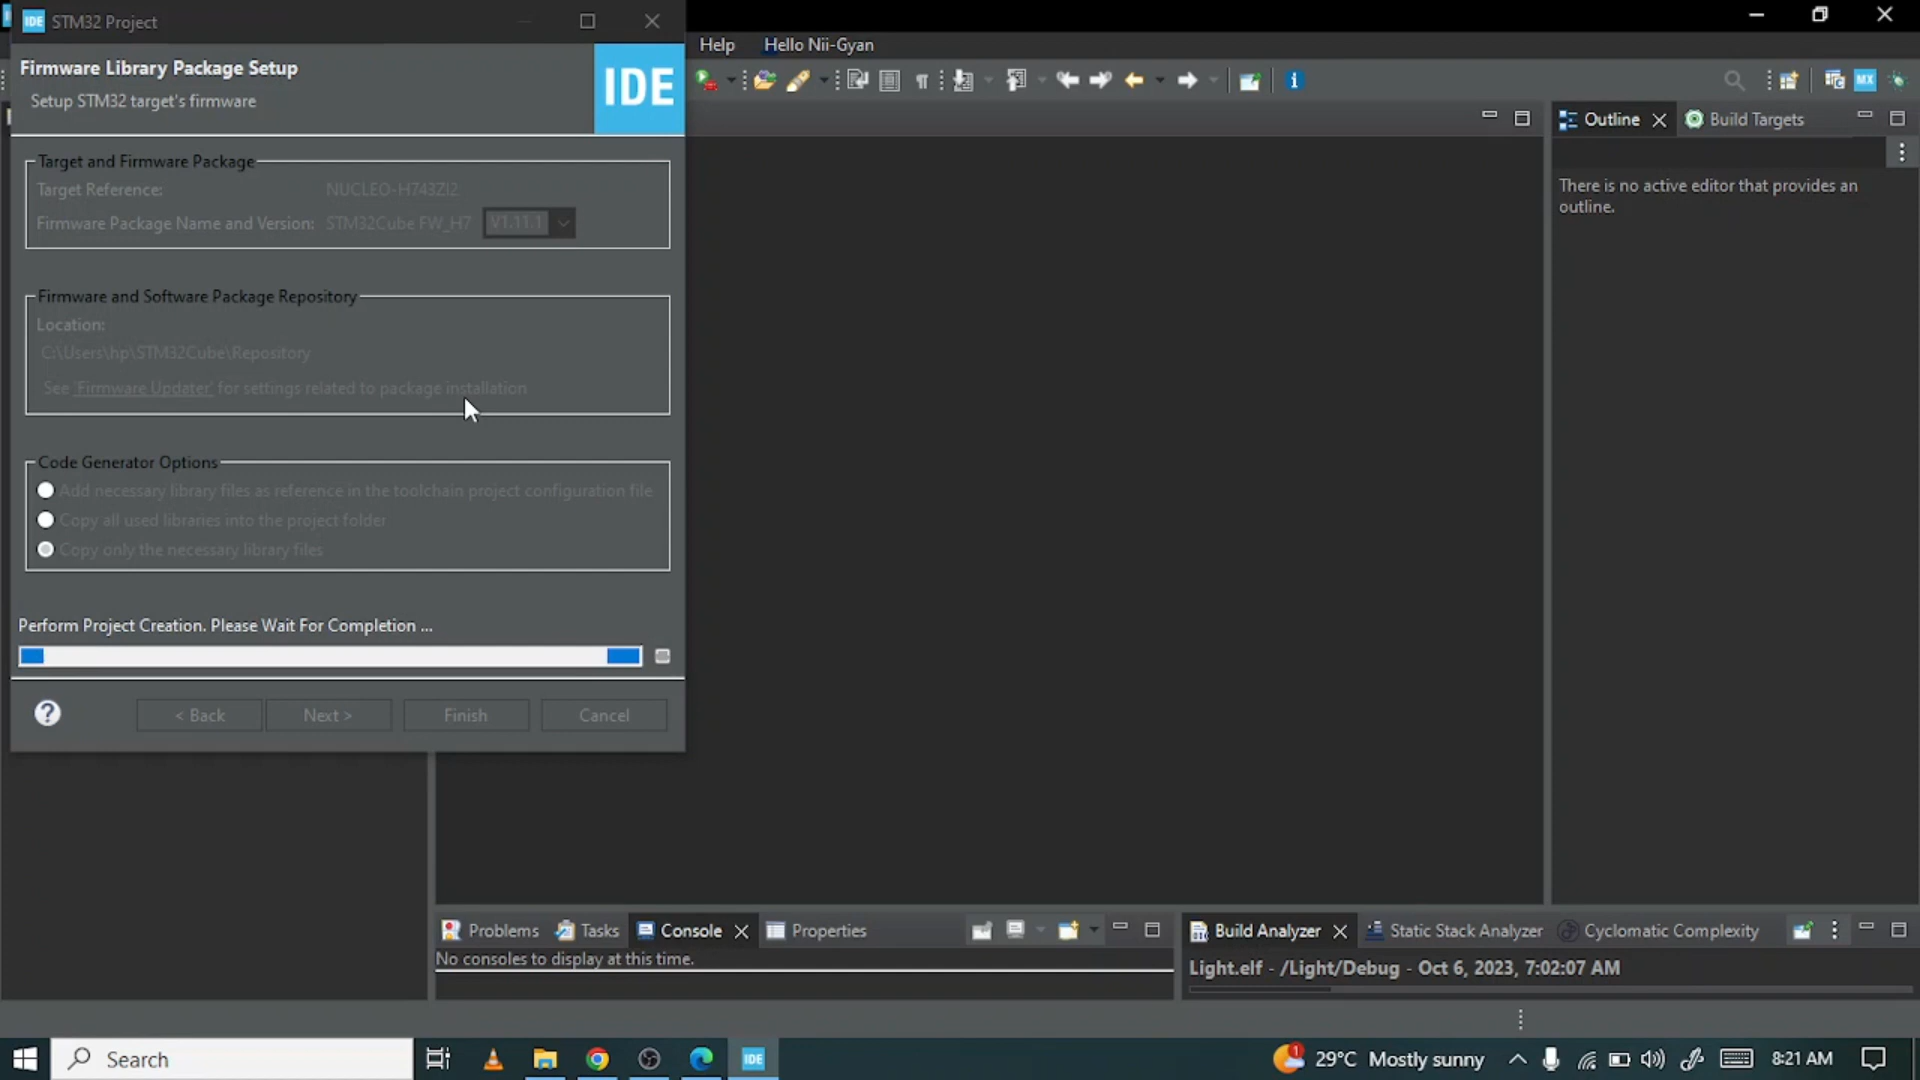 IDE STM32 Project
Firmware Library Package Setup
Setup STM32 target's firmware
IDE
Help Hello Nii-Gyan
MX
Target and Firmware Package
Target Reference: NUCLEO-H743ZI2
Firmware Package Name and Version: STM32Cube FW_H7 V1.11.1
Firmware and Software Package Repository
Location:
C:\Users\hp\STM32Cube\Repository
See 'Firmware Updater' for settings related to package installation
Code Generator Options
Add necessary library files as reference in the toolchain project configuration file
Copy all used libraries into the project folder
Copy only the necessary library files
Perform Project Creation. Please Wait For Completion ...
< Back Next > Finish Cancel
Outline Build Targets
There is no active editor that provides an
outline.
Problems Tasks Console Properties
No consoles to display at this time.
Build Analyzer Static Stack Analyzer Cyclomatic Complexity
Light.elf - /Light/Debug - Oct 6, 2023, 7:02:07 AM
Search
IDE
1
29°C Mostly sunny
8:21 AM